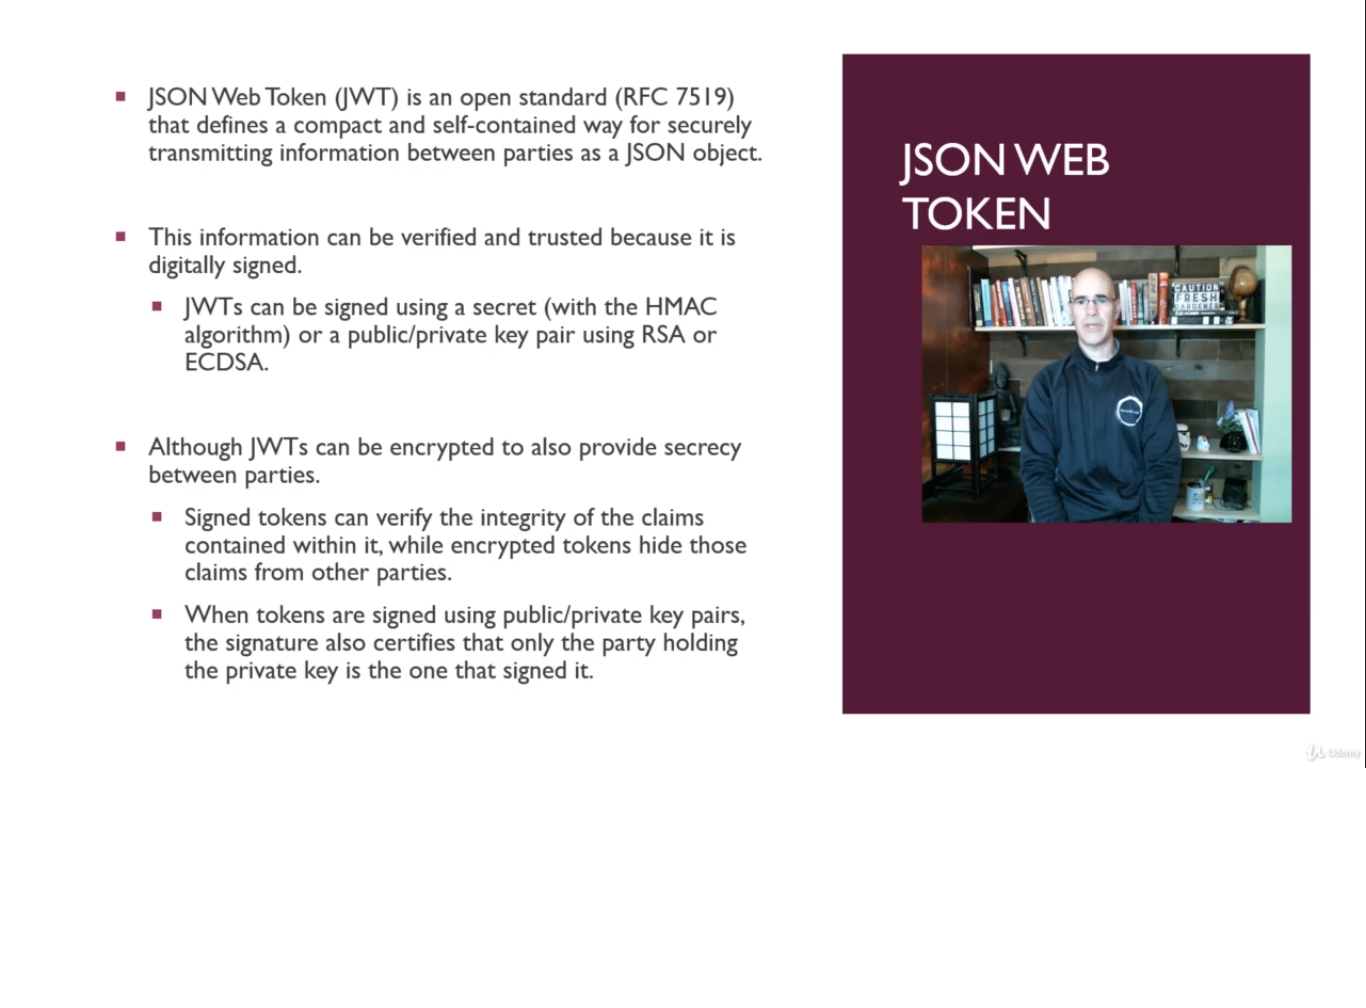 JSON Web Token (JWT) is an open standard (RFC 7519)
that defines a compact and self-contained way for securely
transmitting information between parties as a JSON object.
This information can be verified and trusted because it is
digitally signed.
JWTs can be signed using a secret (with the HMAC
algorithm) or a public/private key pair using RSA or
ECDSA.
Although JWTs can be encrypted to also provide secrecy
between parties.
Signed tokens can verify the integrity of the claims
contained within it, while encrypted tokens hide those
claims from other parties.
When tokens are signed using public/private key pairs,
the signature also certifies that only the party holding
the private key is the one that signed it.
JSON WEB
TOKEN
CAUTION
FRESH
Udemy